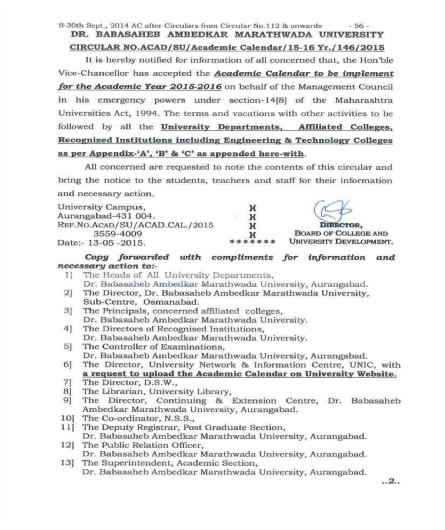 S-30th Sept., 2014 AC after Circulars from Circular No.112 & onwards - 56 -
DR. BABASAHEB AMBEDKAR MARATHWADA UNIVERSITY
CIRCULAR NO.ACAD/SU/Academic Calendar/15-16 Yr./146/2015
It is hereby notified for information of all concerned that, the Hon'ble
Vice-Chancellor has accepted the Academic Calendar to be implement
for the Academic Year 2015-2016 on behalf of the Management Council
in his emergency powers under section-14[8] of the Maharashtra
Universities Act, 1994. The terms and vacations with other activities to be
followed by all the University Departments, Affiliated Colleges,
Recognized Institutions including Engineering & Technology Colleges
as per Appendix-'A', 'B' & 'C' as appended here-with.
All concerned are requested to note the contents of this circular and
bring the notice to the students, teachers and staff for their information
and necessary action.
University Campus, }{
Aurangabad-431 004. }{
REF.NO.ACAD/SU/ACAD.CAL./2015 }{ DIRECTOR,
3559-4009 }{ BOARD OF COLLEGE AND
Date:- 13-05 -2015. ******* UNIVERSITY DEVELOPMENT.
Copy forwarded with compliments for information and
necessary action to:-
1] The Heads of All University Departments,
Dr. Babasaheb Ambedkar Marathwada University, Aurangabad.
2] The Director, Dr. Babasaheb Ambedkar Marathwada University,
Sub-Centre, Osmanabad.
3] The Principals, concerned affiliated colleges,
Dr. Babasaheb Ambedkar Marathwada University.
4] The Directors of Recognised Institutions,
Dr. Babasaheb Ambedkar Marathwada University.
5] The Controller of Examinations,
Dr. Babasaheb Ambedkar Marathwada University, Aurangabad.
6] The Director, University Network & Information Centre, UNIC, with
a request to upload the Academic Calendar on University Website.
7] The Director, D.S.W.,
8] The Librarian, University Library,
9] The Director, Continuing & Extension Centre, Dr. Babasaheb
Ambedkar Marathwada University, Aurangabad.
10] The Co-ordinator, N.S.S.,
11] The Deputy Registrar, Post Graduate Section,
Dr. Babasaheb Ambedkar Marathwada University, Aurangabad.
12] The Public Relation Officer,
Dr. Babasaheb Ambedkar Marathwada University, Aurangabad.
13] The Superintendent, Academic Section,
Dr. Babasaheb Ambedkar Marathwada University, Aurangabad.
..2..